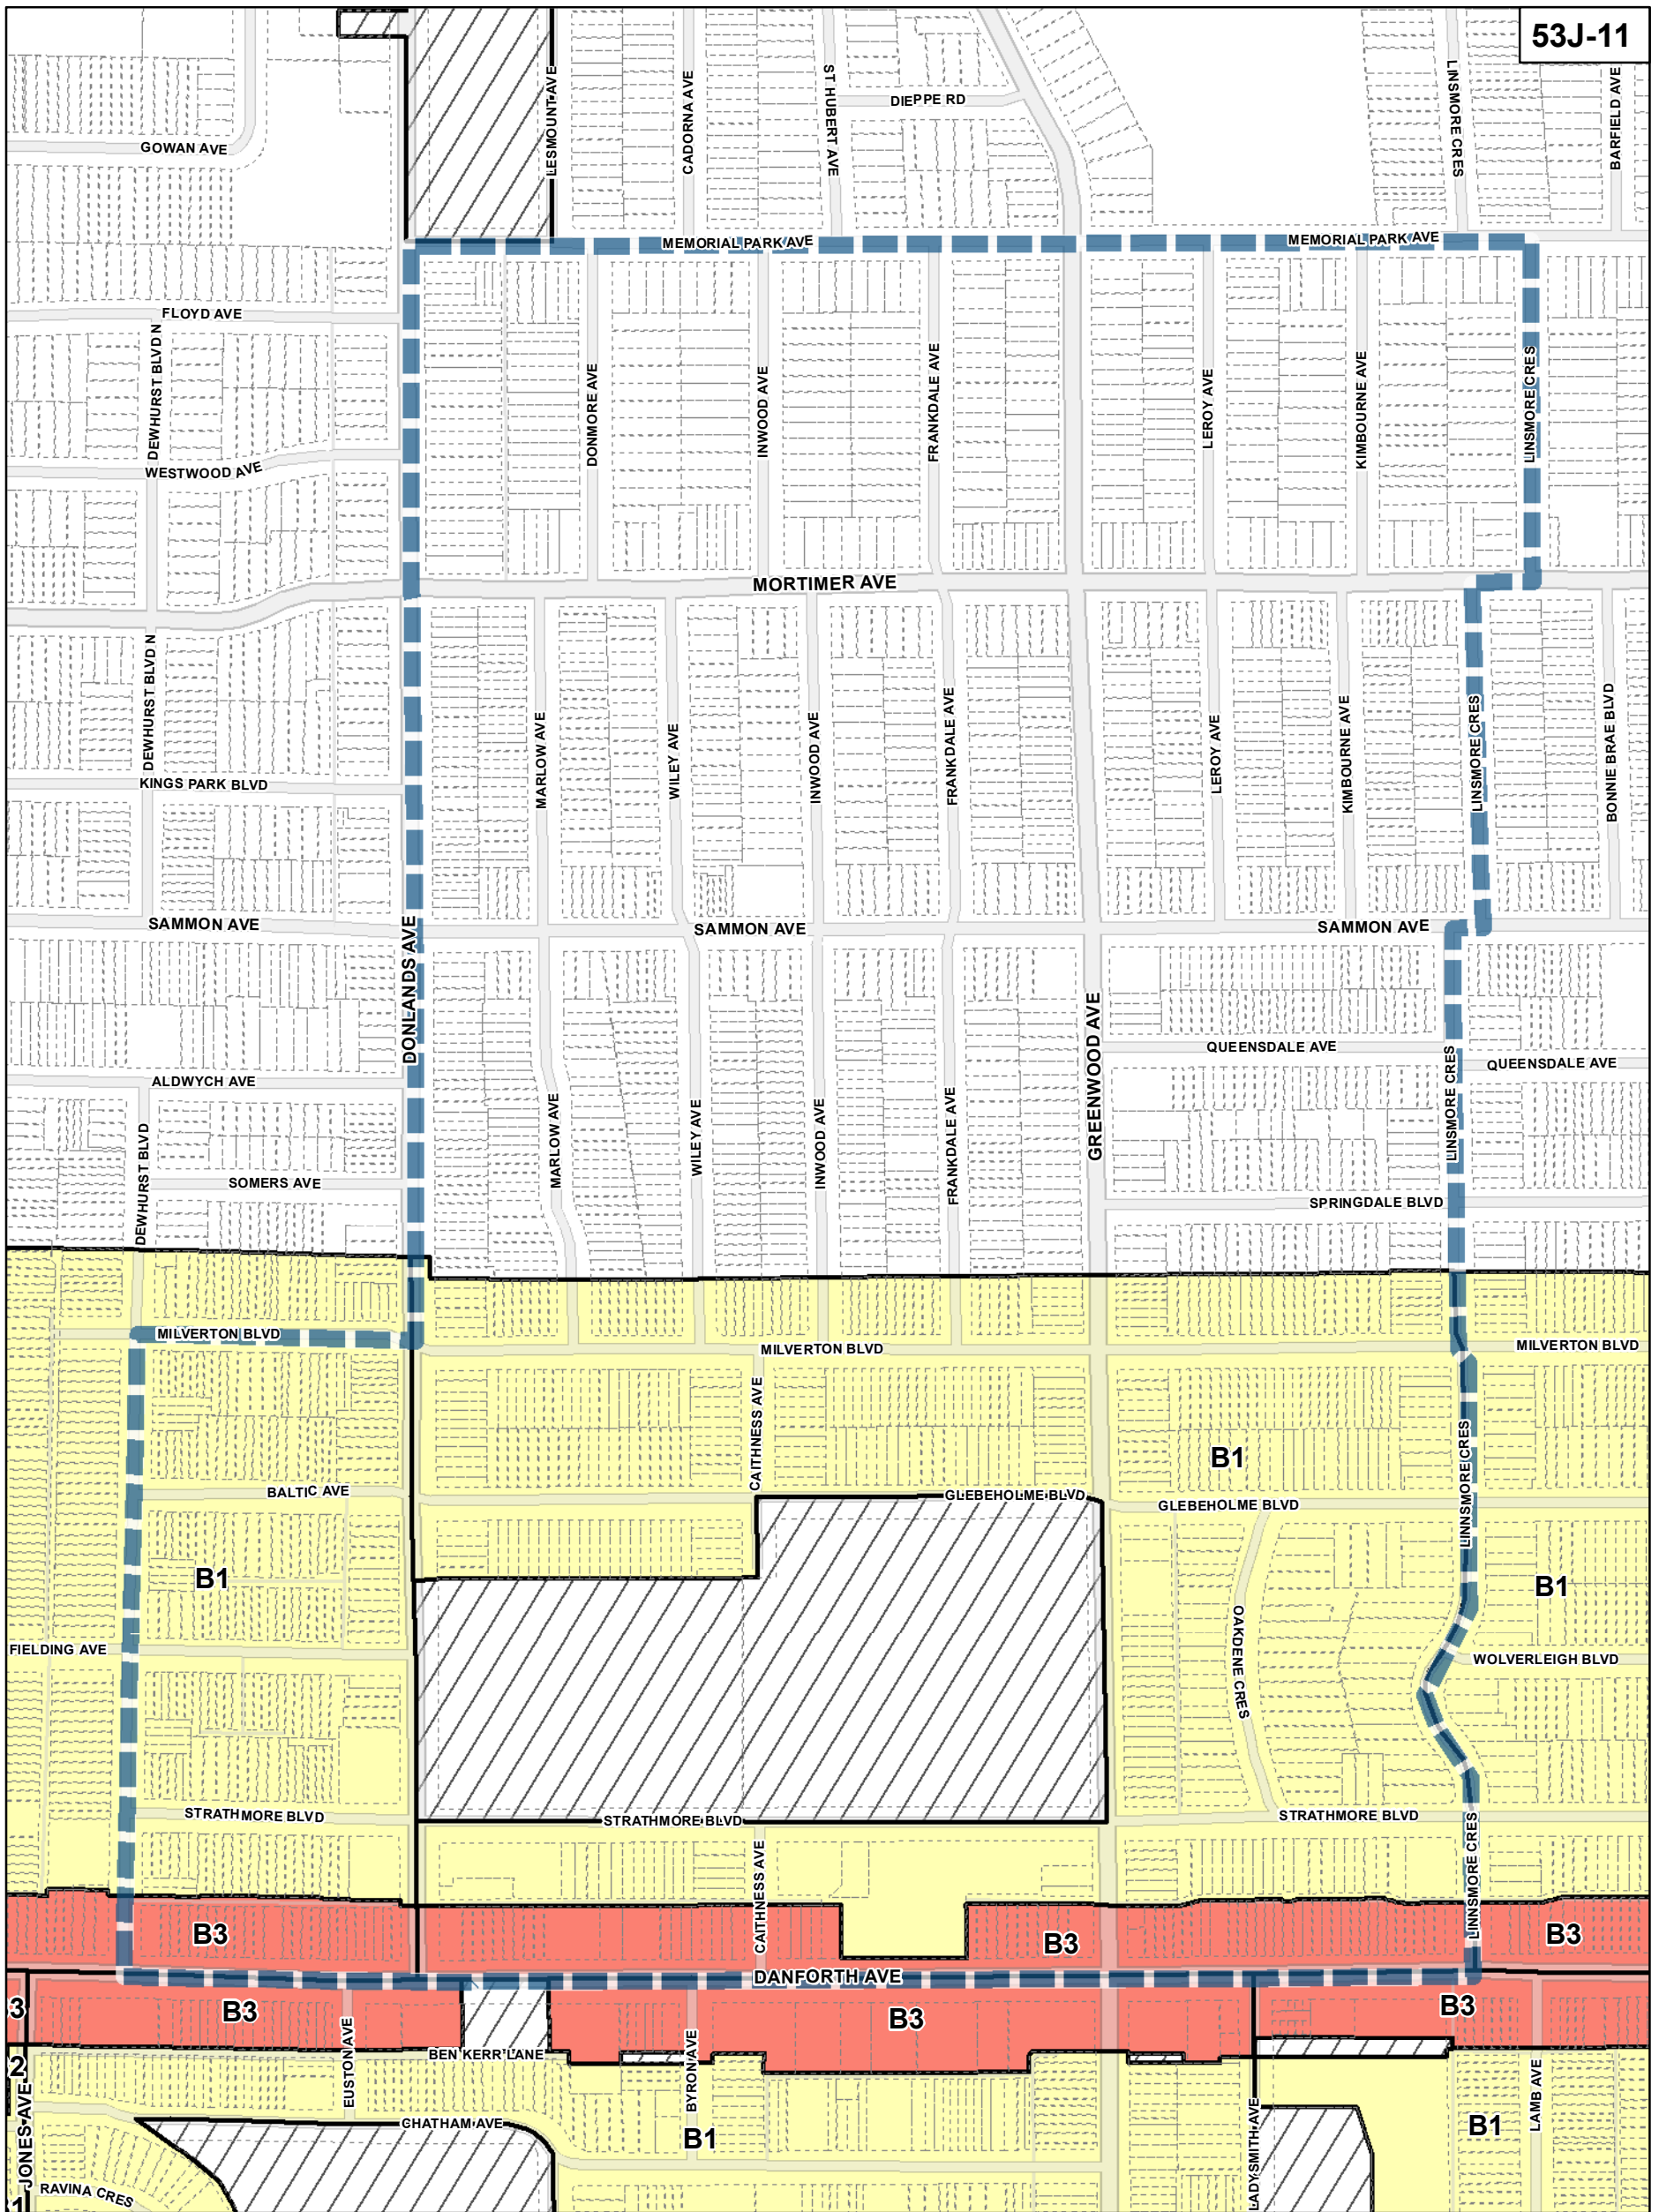 53J-11
LESMOUNT AVE
CADORNA AVE
ST HUBERT AVE
DIEPPE RD
LINSMORE CRES
BARFIELD AVE
GOWAN AVE
MEMORIAL PARK AVE
MEMORIAL PARK AVE
FLOYD AVE
DEWHURST BLVD N
WESTWOOD AVE
DONMORE AVE
INWOOD AVE
FRANKDALE AVE
LEROY AVE
KIMBOURNE AVE
LINSMORE CRES
MORTIMER AVE
DEWHURST BLVD N
KINGS PARK BLVD
MARLOW AVE
WILEY AVE
INWOOD AVE
FRANKDALE AVE
LEROY AVE
KIMBOURNE AVE
LINSMORE CRES
BONNIE BRAE BLVD
SAMMON AVE
SAMMON AVE
SAMMON AVE
DONLANDS AVE
GREENWOOD AVE
QUEENSDALE AVE
QUEENSDALE AVE
ALDWYCH AVE
DEWHURST BLVD
SOMERS AVE
MARLOW AVE
WILEY AVE
INWOOD AVE
FRANKDALE AVE
LINSMORE CRES
SPRINGDALE BLVD
MILVERTON BLVD
MILVERTON BLVD
MILVERTON BLVD
CAITHNESS AVE
B1
LINNSMORE CRES
BALTIC AVE
GLEBEHOLME BLVD
GLEBEHOLME BLVD
B1
B1
OAKDENE CRES
FIELDING AVE
WOLVERLEIGH BLVD
STRATHMORE BLVD
STRATHMORE BLVD
STRATHMORE BLVD
CAITHNESS AVE
LINNSMORE CRES
B3
B3
B3
DANFORTH AVE
3
B3
B3
B3
EUSTON AVE
BEN KERR LANE
BYRON AVE
2
JONES AVE
CHATHAM AVE
B1
LADYSMITH AVE
B1
LAMB AVE
RAVINA CRES
1